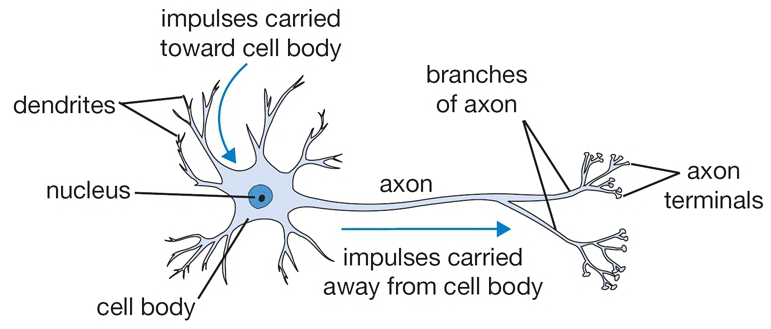 impulses carried
toward cell body
branches
of axon
dendrites
axon
terminals
nucleus
axon
impulses carried
away from cell body
cell body